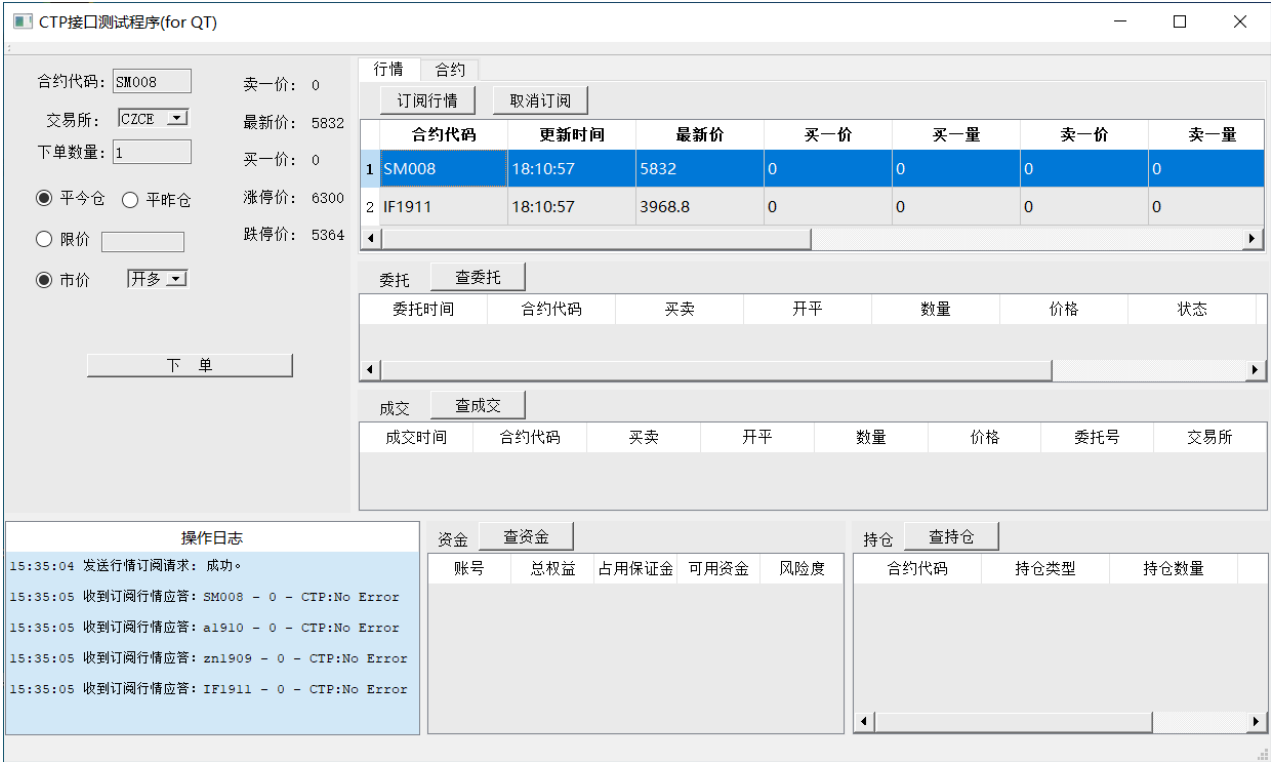 CTP接口测试程序(for QT)
合约代码: SM008 卖一价: 0
交易所: CZCE 最新价: 5832
下单数量: 1 买一价: 0
平今仓 平昨仓 涨停价: 6300
限价 跌停价: 5364
市价 开多
下 单
行情 合约
订阅行情 取消订阅
合约代码 更新时间 最新价 买一价 买一量 卖一价 卖一量
1 SM008 18:10:57 5832 0 0 0 0
2 IF1911 18:10:57 3968.8 0 0 0 0
委托 查委托
委托时间 合约代码 买卖 开平 数量 价格 状态
成交 查成交
成交时间 合约代码 买卖 开平 数量 价格 委托号 交易所
操作日志
15:35:04 发送行情订阅请求: 成功。
15:35:05 收到订阅行情应答: SM008 - 0 - CTP:No Error
15:35:05 收到订阅行情应答: a1910 - 0 - CTP:No Error
15:35:05 收到订阅行情应答: zn1909 - 0 - CTP:No Error
15:35:05 收到订阅行情应答: IF1911 - 0 - CTP:No Error
资金 查资金
账号 总权益 占用保证金 可用资金 风险度
持仓 查持仓
合约代码 持仓类型 持仓数量